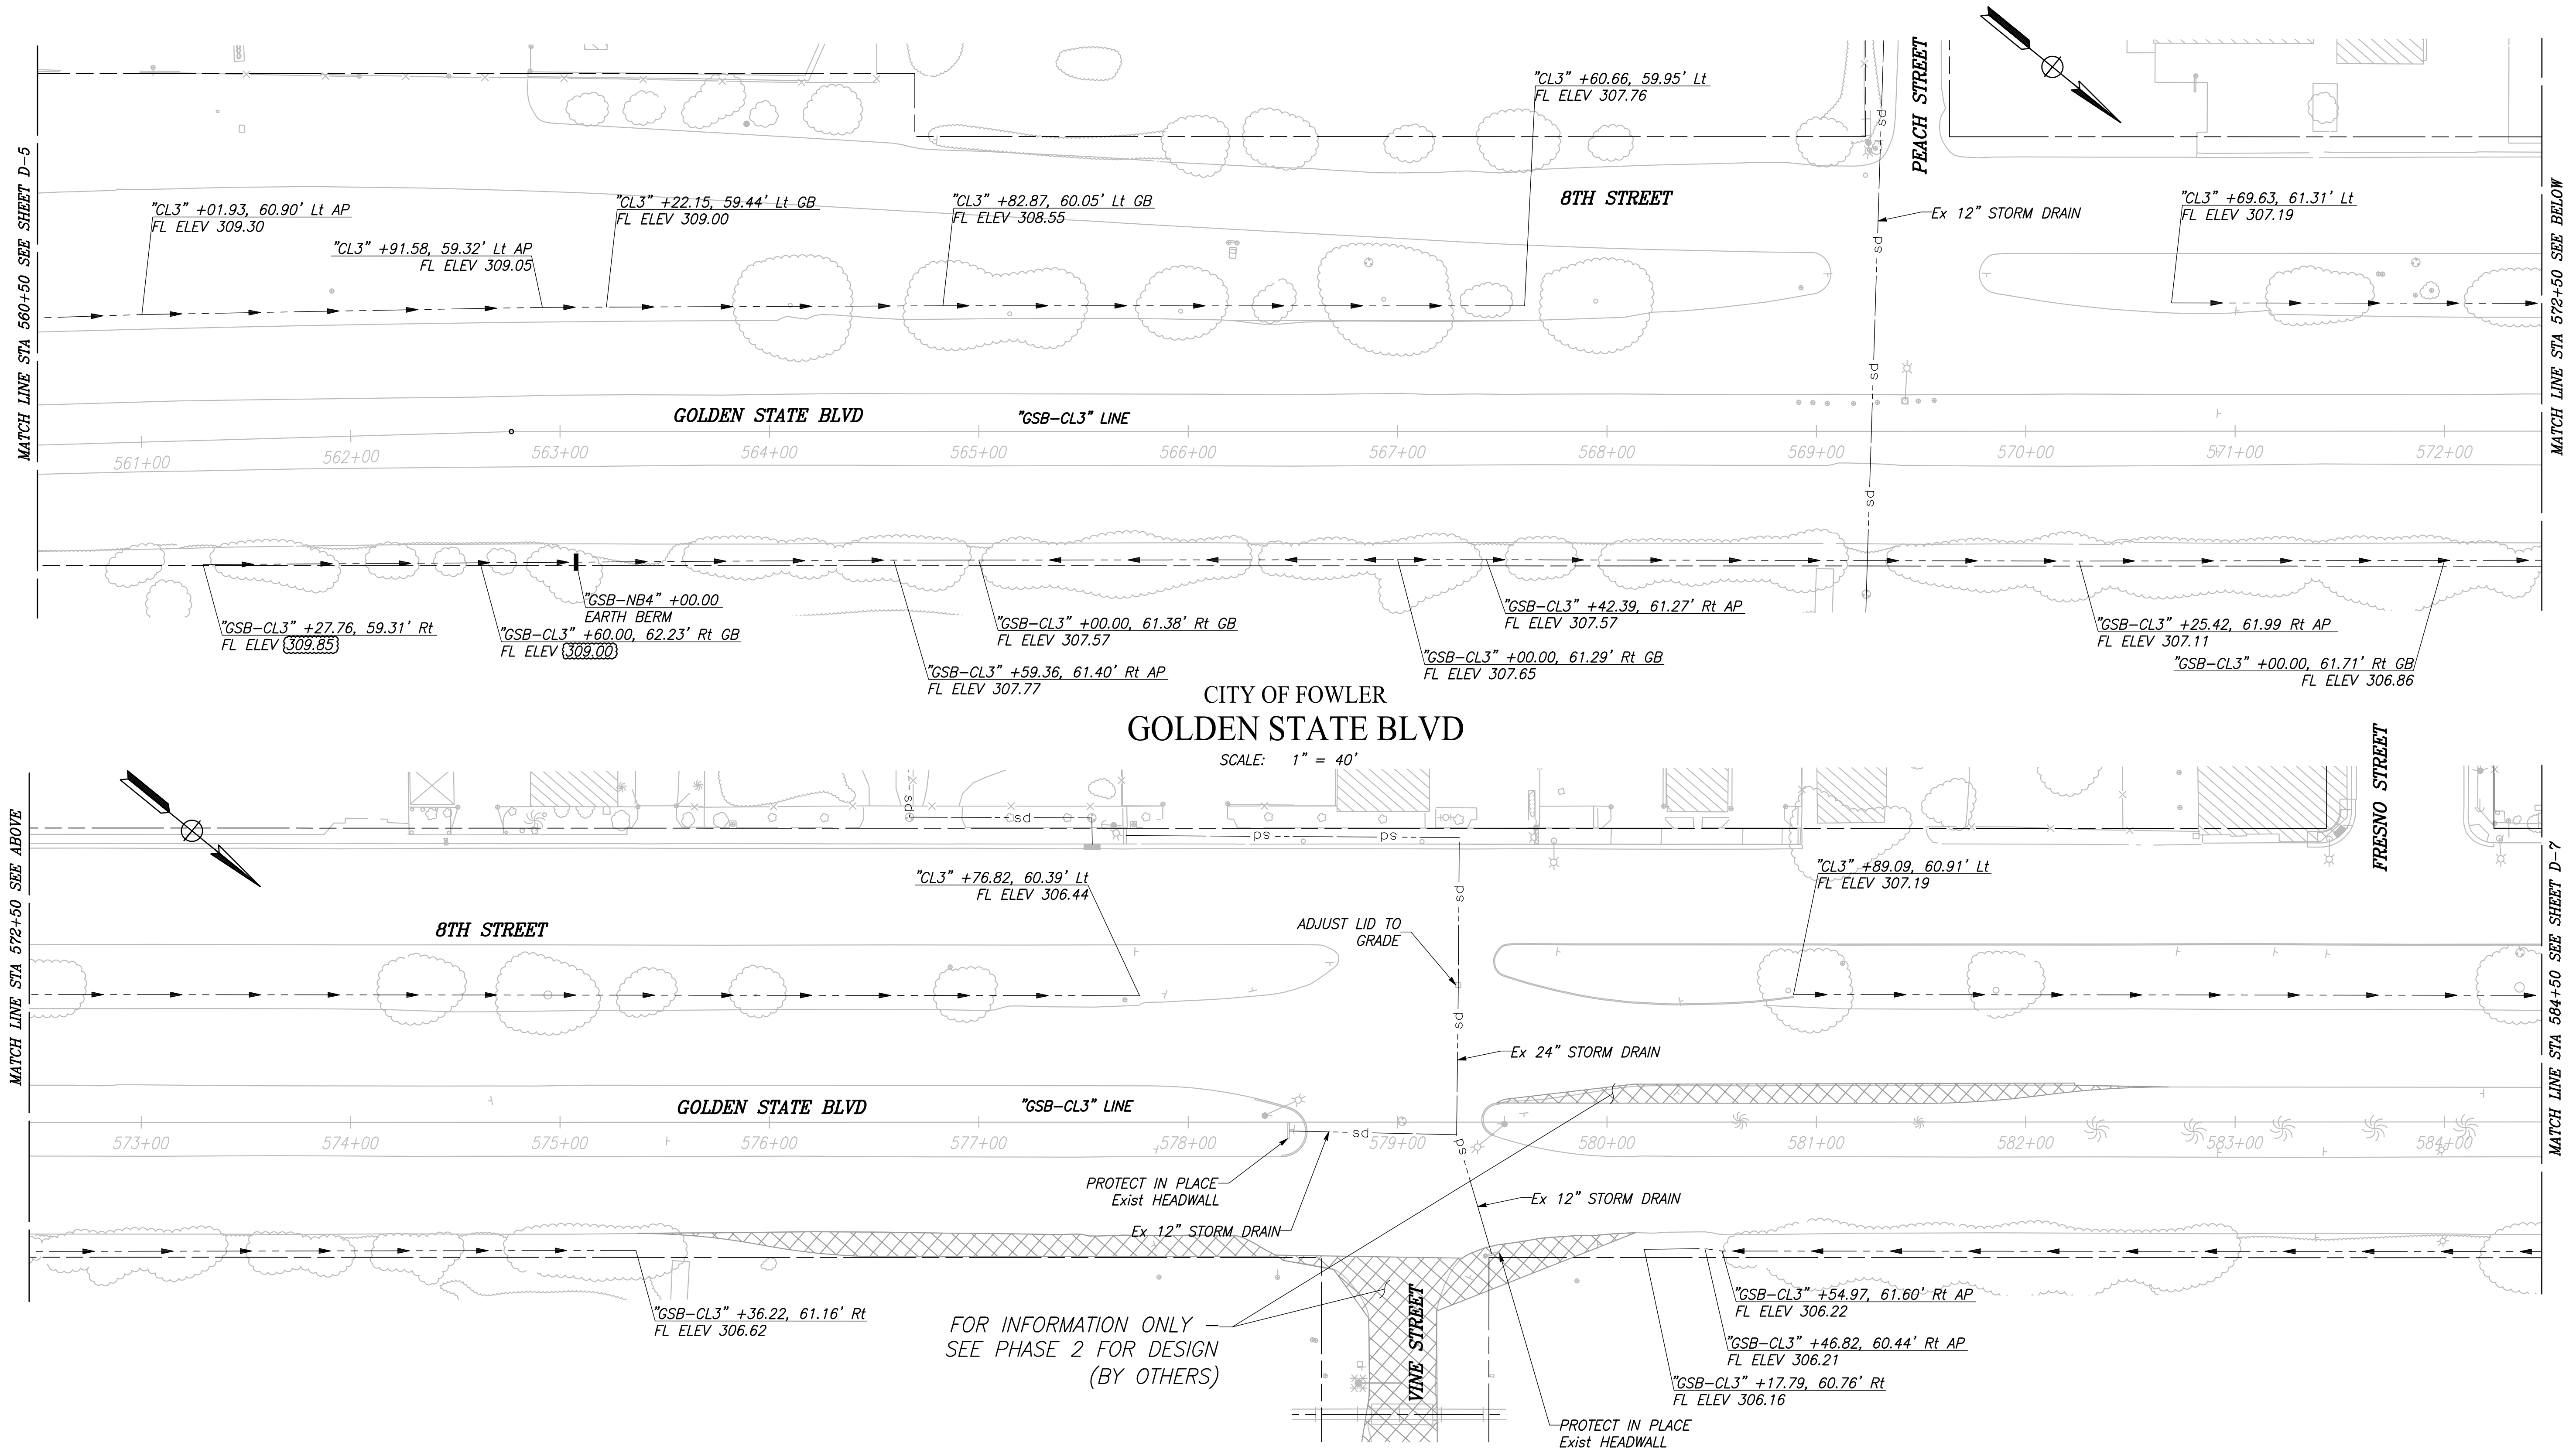 "CL3" +60.66, 59.95' Lt
FL ELEV 307.76
PEACH STREET
MATCH LINE STA 560+50 SEE SHEET D-5
"CL3" +01.93, 60.90' Lt AP
FL ELEV 309.30
"CL3" +91.58, 59.32' Lt AP
FL ELEV 309.05
"CL3" +22.15, 59.44' Lt GB
FL ELEV 309.00
"CL3" +82.87, 60.05' Lt GB
FL ELEV 308.55
8TH STREET
Ex 12" STORM DRAIN
"CL3" +69.63, 61.31' Lt
FL ELEV 307.19
MATCH LINE STA 572+50 SEE BELOW
sd
sd
sd
sd
GOLDEN STATE BLVD
"GSB-CL3" LINE
561+00
562+00
563+00
564+00
565+00
566+00
567+00
568+00
569+00
570+00
571+00
572+00
"GSB-CL3" +27.76, 59.31' Rt
FL ELEV 309.85
"GSB-NB4" +00.00
EARTH BERM
"GSB-CL3" +60.00, 62.23' Rt GB
FL ELEV 309.00
"GSB-CL3" +59.36, 61.40' Rt AP
FL ELEV 307.77
"GSB-CL3" +00.00, 61.38' Rt GB
FL ELEV 307.57
"GSB-CL3" +42.39, 61.27' Rt AP
FL ELEV 307.57
"GSB-CL3" +00.00, 61.29' Rt GB
FL ELEV 307.65
"GSB-CL3" +25.42, 61.99 Rt AP
FL ELEV 307.11
"GSB-CL3" +00.00, 61.71' Rt GB
FL ELEV 306.86
CITY OF FOWLER
GOLDEN STATE BLVD
SCALE: 1" = 40'
MATCH LINE STA 572+50 SEE ABOVE
sd
sd
sd
sd
sd
sd
sd
sd
"CL3" +76.82, 60.39' Lt
FL ELEV 306.44
8TH STREET
ADJUST LID TO
GRADE
"CL3" +89.09, 60.91' Lt
FL ELEV 307.19
FRESNO STREET
MATCH LINE STA 584+50 SEE SHEET D-7
Ex 24" STORM DRAIN
GOLDEN STATE BLVD
"GSB-CL3" LINE
573+00
574+00
575+00
576+00
577+00
578+00
579+00
580+00
581+00
582+00
583+00
584+00
PROTECT IN PLACE
Exist HEADWALL
Ex 12" STORM DRAIN
Ex 12" STORM DRAIN
"GSB-CL3" +36.22, 61.16' Rt
FL ELEV 306.62
FOR INFORMATION ONLY -
SEE PHASE 2 FOR DESIGN
(BY OTHERS)
VINE STREET
"GSB-CL3" +54.97, 61.60' Rt AP
FL ELEV 306.22
"GSB-CL3" +46.82, 60.44' Rt AP
FL ELEV 306.21
"GSB-CL3" +17.79, 60.76' Rt
FL ELEV 306.16
PROTECT IN PLACE
Exist HEADWALL